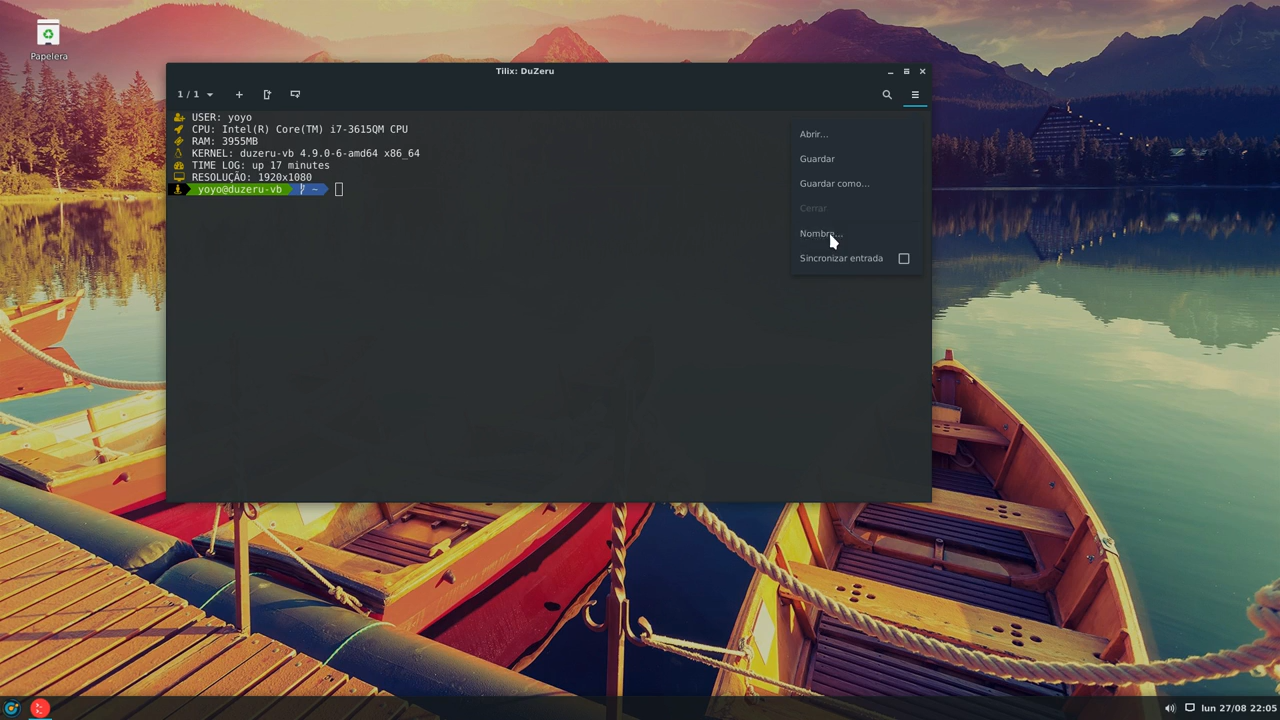 Papelera
Tilix: DuZeru
1 / 1
USER: yoyo
CPU: Intel(R) Core(TM) i7-3615QM CPU
RAM: 3955MB
KERNEL: duzeru-vb 4.9.0-6-amd64 x86_64
TIME LOG: up 17 minutes
RESOLUÇÃO: 1920x1080
yoyo@duzeru-vb ~
Abrir...
Guardar
Guardar como...
Cerrar
Nombre...
Sincronizar entrada
lun 27/08 22:05